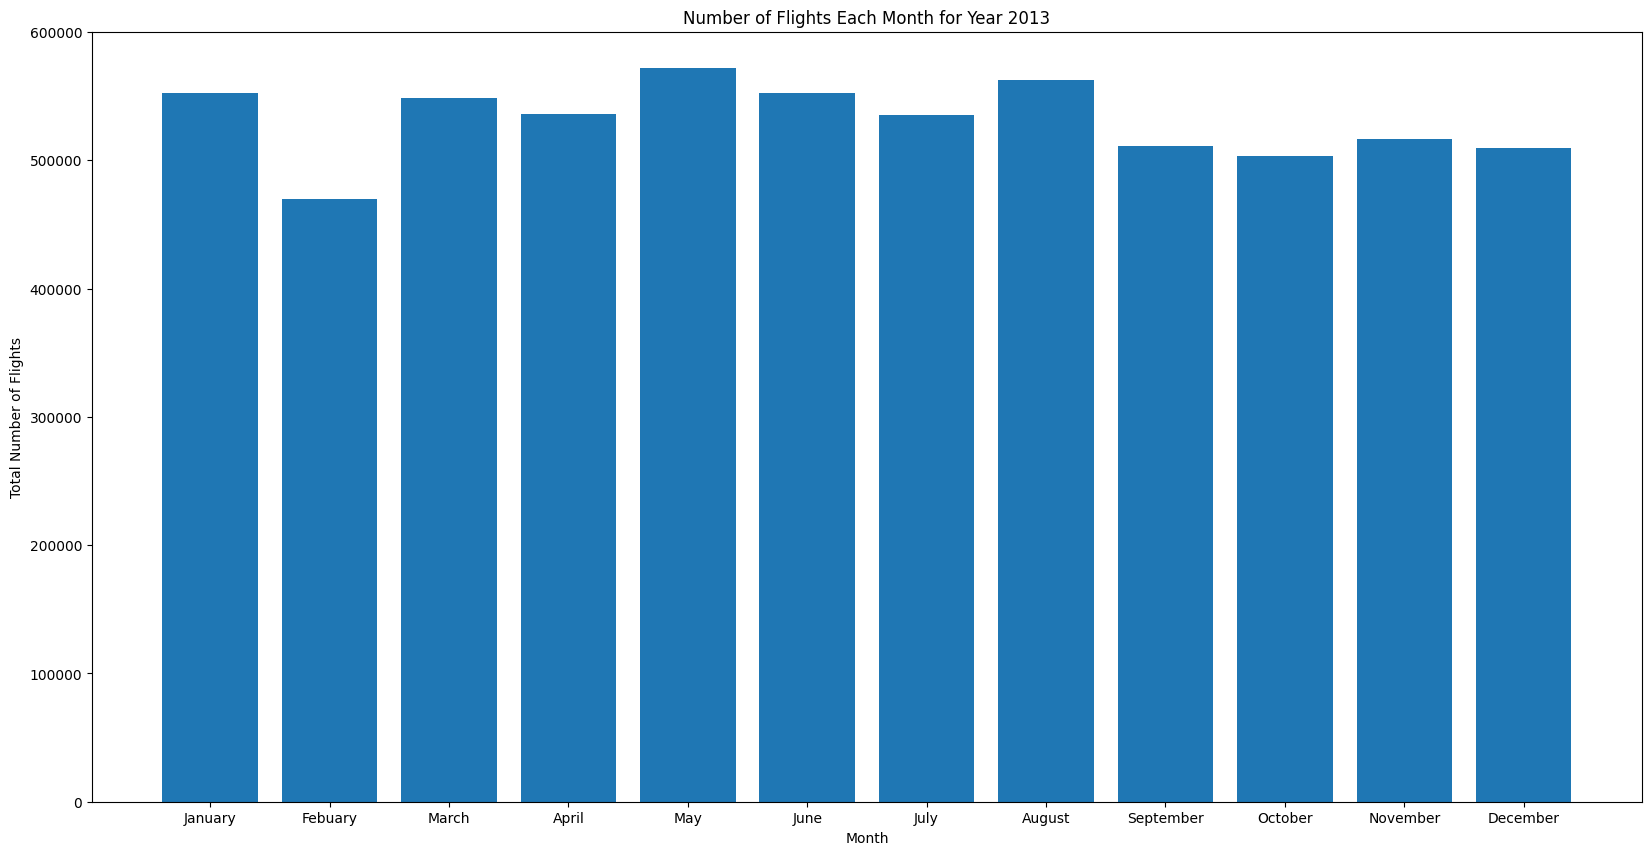 Number of Flights Each Month for Year 2013
600000
500000
400000
300000
200000
100000
0
Total Number of Flights
January Febuary March April May June July August September October November December
Month